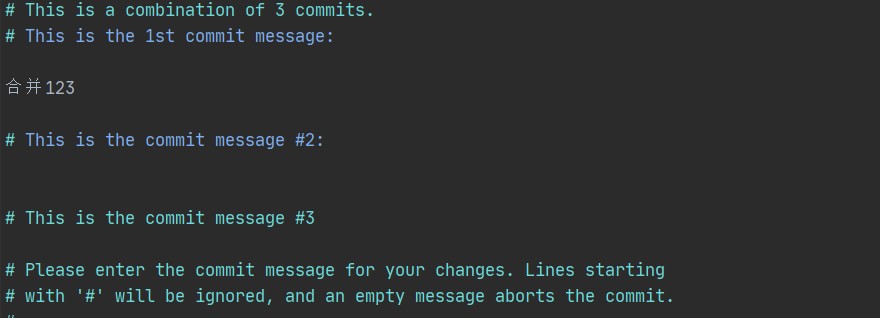 # This is a combination of 3 commits.
# This is the 1st commit message:
合并123
# This is the commit message #2:
# This is the commit message #3
# Please enter the commit message for your changes. Lines starting
# with '#' will be ignored, and an empty message aborts the commit.
#